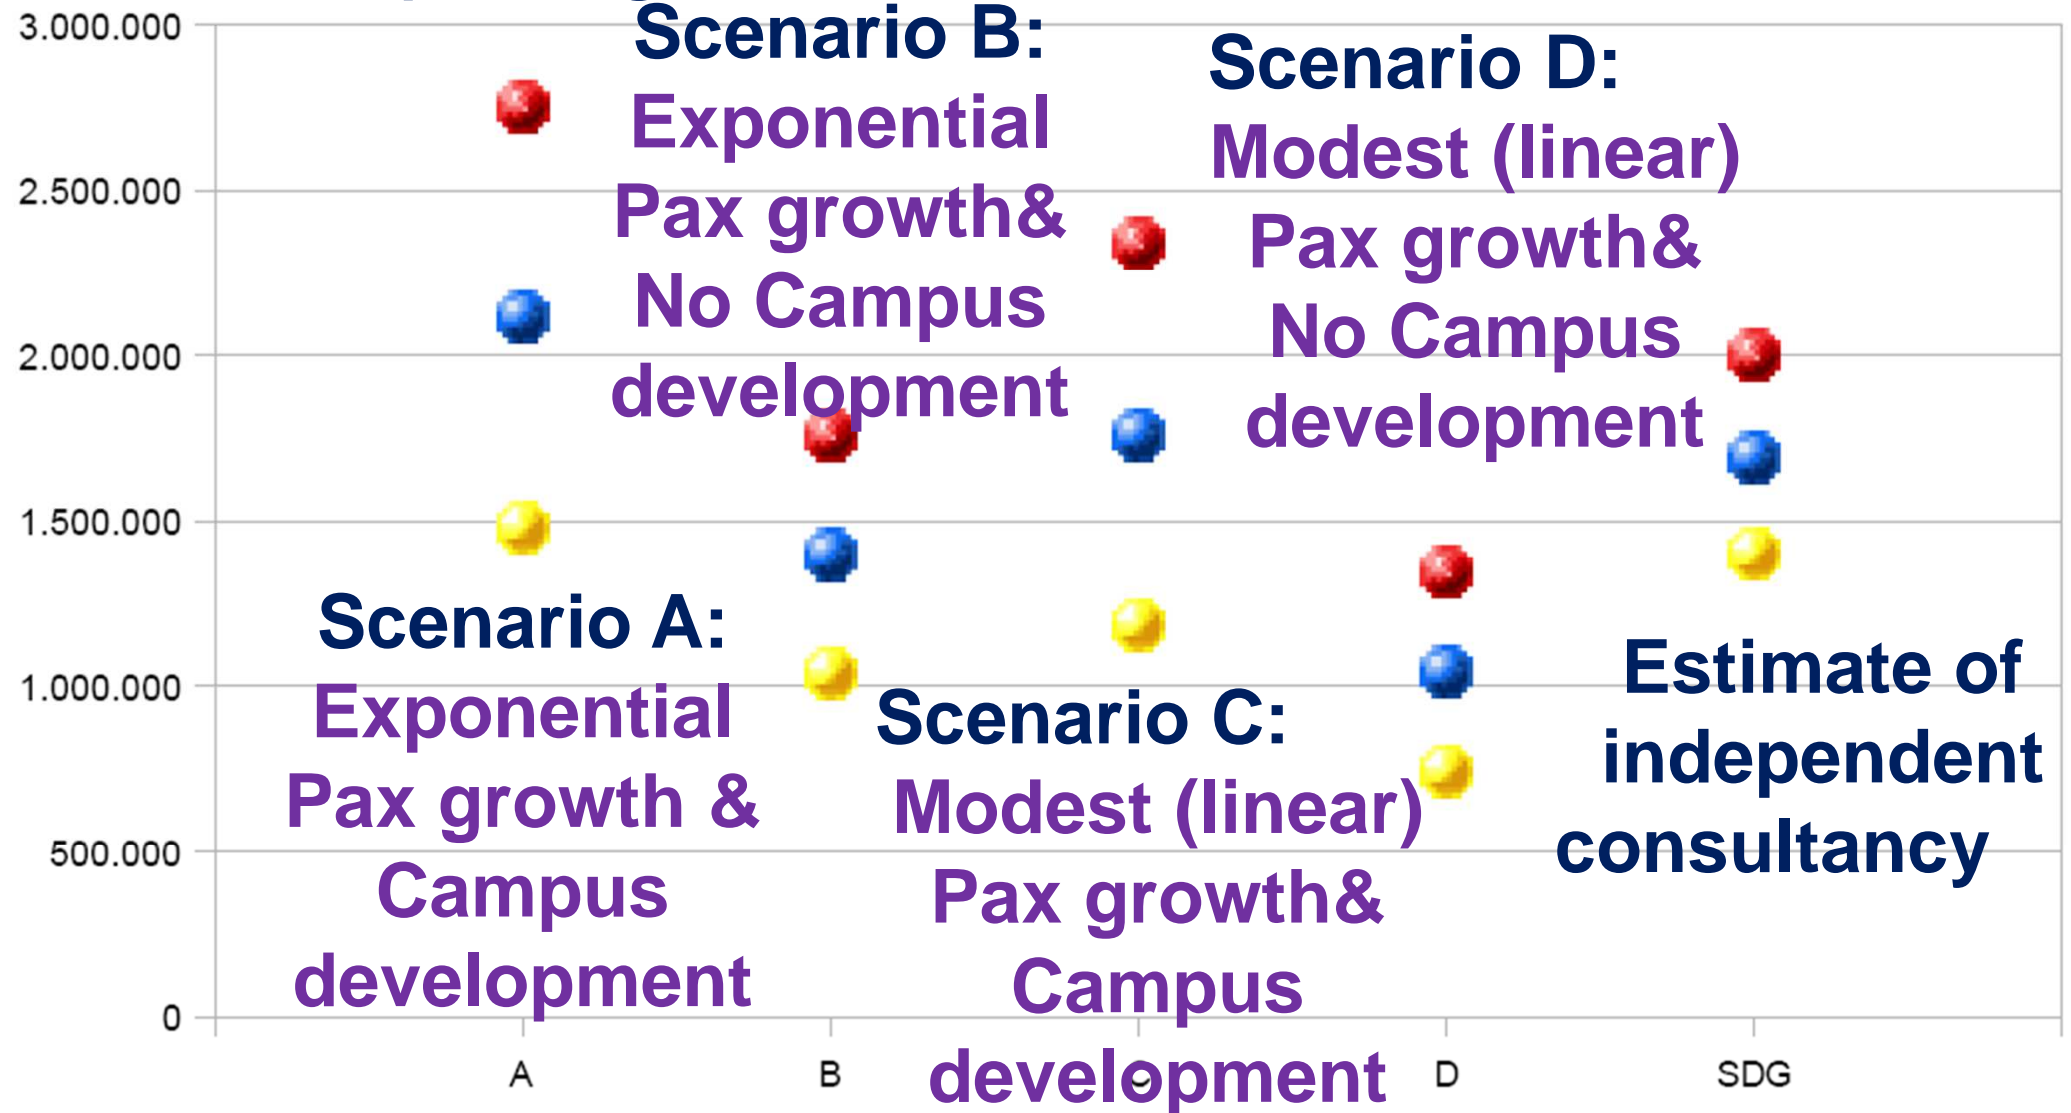 3.000.000
2.500.000
2.000.000
1.500.000
1.000.000
500.000
0
Scenario B:
Exponential
Pax growth&
No Campus
development
Scenario D:
Modest (linear)
Pax growth&
No Campus
development
Scenario A:
Exponential
Pax growth &
Campus
development
Scenario C:
Modest (linear)
Pax growth&
Campus
development
Estimate of
independent
consultancy
A
B
C
D
SDG